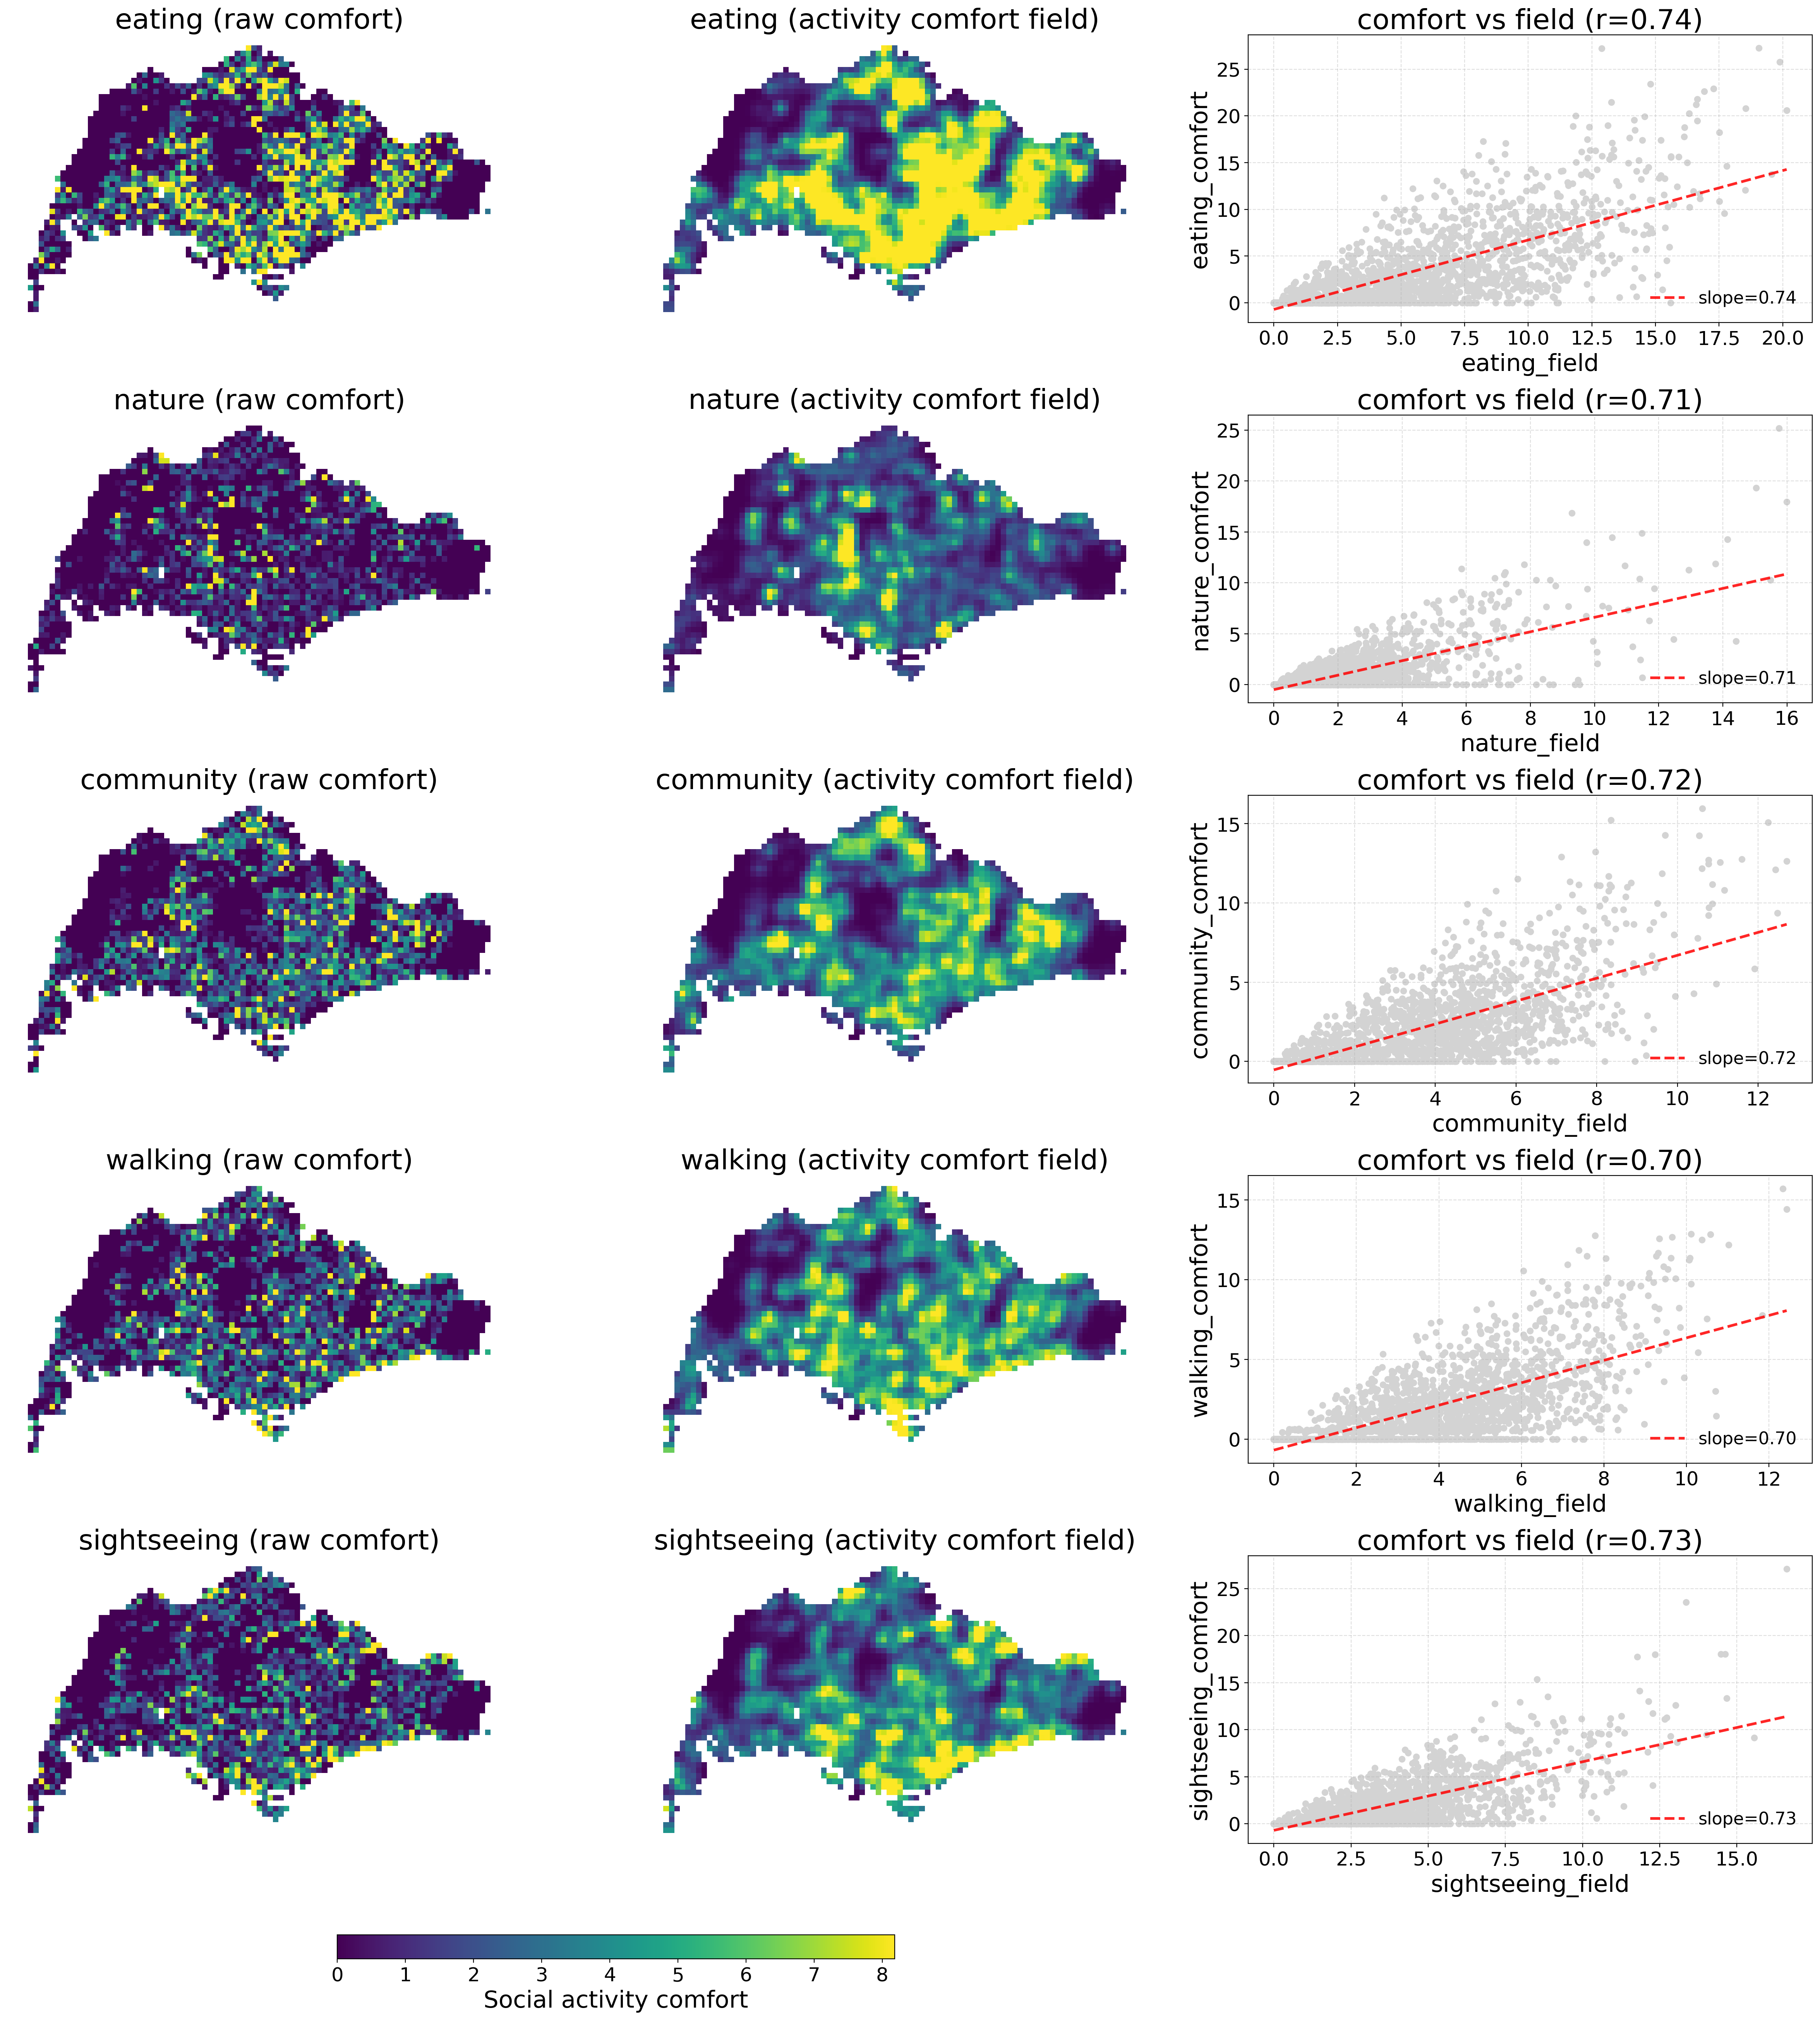 eating (raw comfort)
eating (activity comfort field)
comfort vs field (r=0.74)
eating_comfort
25
20
15
10
5
0
slope=0.74
0.0 2.5 5.0 7.5 10.0 12.5 15.0 17.5 20.0
eating_field
nature (raw comfort)
nature (activity comfort field)
comfort vs field (r=0.71)
nature_comfort
25
20
15
10
5
0
slope=0.71
0 2 4 6 8 10 12 14 16
nature_field
community (raw comfort)
community (activity comfort field)
comfort vs field (r=0.72)
community_comfort
15
10
5
0
slope=0.72
0 2 4 6 8 10 12
community_field
walking (raw comfort)
walking (activity comfort field)
comfort vs field (r=0.70)
walking_comfort
15
10
5
0
slope=0.70
0 2 4 6 8 10 12
walking_field
sightseeing (raw comfort)
sightseeing (activity comfort field)
comfort vs field (r=0.73)
sightseeing_comfort
25
20
15
10
5
0
slope=0.73
0.0 2.5 5.0 7.5 10.0 12.5 15.0
sightseeing_field
0 1 2 3 4 5 6 7 8
Social activity comfort